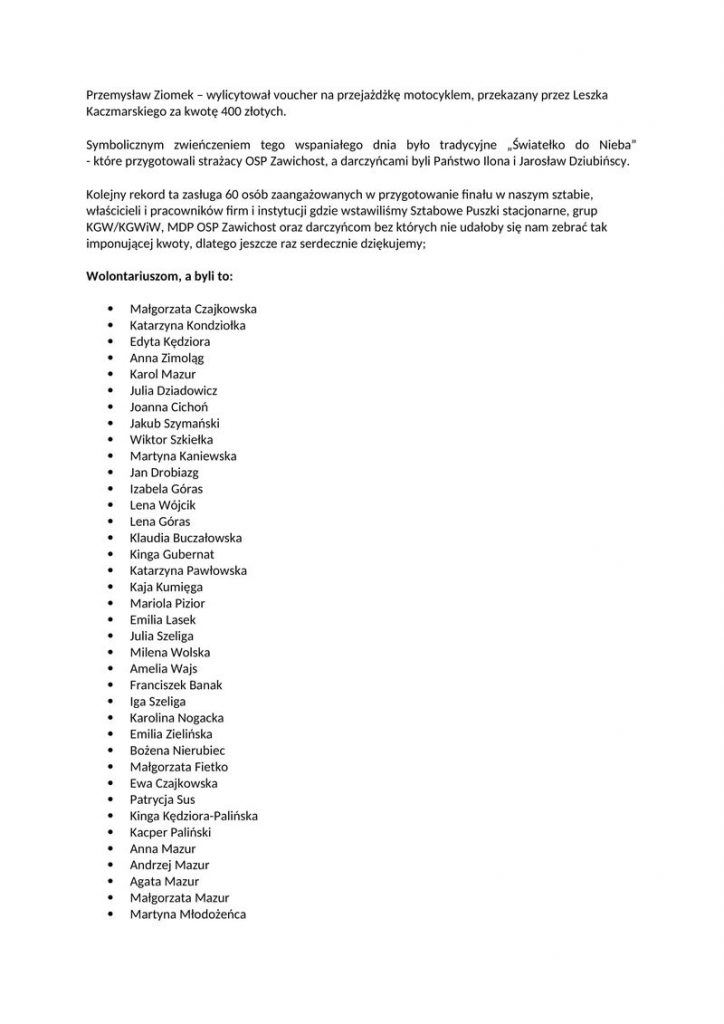 Przemysław Ziomek – wylicytował voucher na przejażdżkę motocyklem, przekazany przez Leszka
Kaczmarskiego za kwotę 400 złotych.
Symbolicznym zwieńczeniem tego wspaniałego dnia było tradycyjne „Światełko do Nieba”
- które przygotowali strażacy OSP Zawichost, a darczyńcami byli Państwo Ilona i Jarosław Dziubińscy.
Kolejny rekord ta zasługa 60 osób zaangażowanych w przygotowanie finału w naszym sztabie,
właścicieli i pracowników firm i instytucji gdzie wstawiliśmy Sztabowe Puszki stacjonarne, grup
KGW/KGWiW, MDP OSP Zawichost oraz darczyńcom bez których nie udałoby się nam zebrać tak
imponującej kwoty, dlatego jeszcze raz serdecznie dziękujemy;
Wolontariuszom, a byli to:
• Małgorzata Czajkowska
• Katarzyna Kondziołka
• Edyta Kędziora
• Anna Zimoląg
• Karol Mazur
• Julia Dziadowicz
• Joanna Cichoń
• Jakub Szymański
• Wiktor Szkiełka
• Martyna Kaniewska
• Jan Drobiazg
• Izabela Góras
• Lena Wójcik
• Lena Góras
• Klaudia Buczałowska
• Kinga Gubernat
• Katarzyna Pawłowska
• Kaja Kumięga
• Mariola Pizior
• Emilia Lasek
• Julia Szeliga
• Milena Wolska
• Amelia Wajs
• Franciszek Banak
• Iga Szeliga
• Karolina Nogacka
• Emilia Zielińska
• Bożena Nierubiec
• Małgorzata Fietko
• Ewa Czajkowska
• Patrycja Sus
• Kinga Kędziora-Palińska
• Kacper Paliński
• Anna Mazur
• Andrzej Mazur
• Agata Mazur
• Małgorzata Mazur
• Martyna Młodożeńca